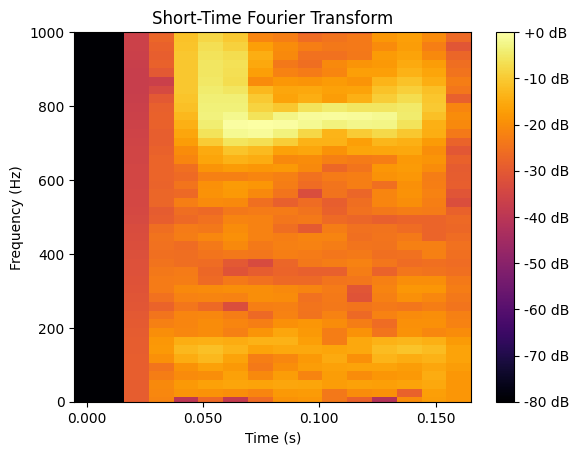 Short-Time Fourier Transform
1000
800
600
400
200
0
Frequency (Hz)
0.000
0.050
0.100
0.150
Time (s)
+0 dB
-10 dB
-20 dB
-30 dB
-40 dB
-50 dB
-60 dB
-70 dB
-80 dB